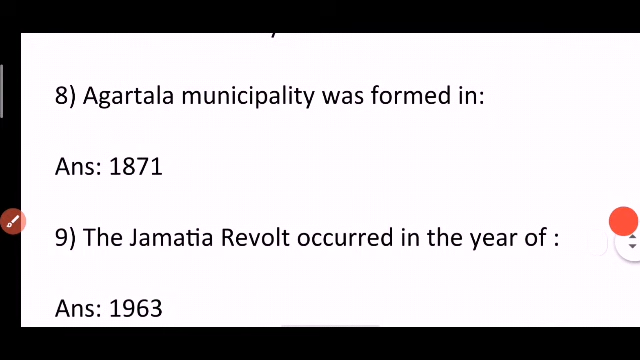 8) Agartala municipality was formed in:
Ans: 1871
9) The Jamatia Revolt occurred in the year of :
Ans: 1963